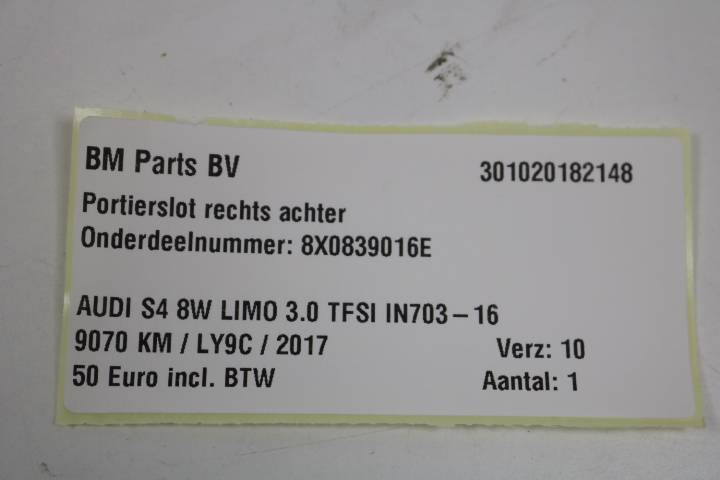 BM Parts BV 301020182148
Portierslot rechts achter
Onderdeelnummer: 8X0839016E
AUDI S4 8W LIMO 3.0 TFSI IN703-16
9070 KM / LY9C / 2017 Verz: 10
50 Euro incl. BTW Aantal: 1